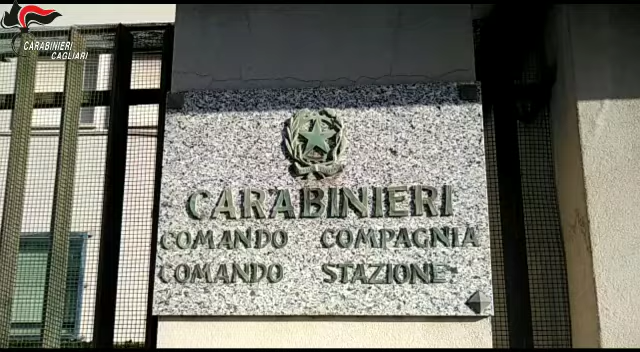 CARABINIERI
CAGLIARI
CARABINIERI
COMANDO COMPAGNIA
COMANDO STAZIONE